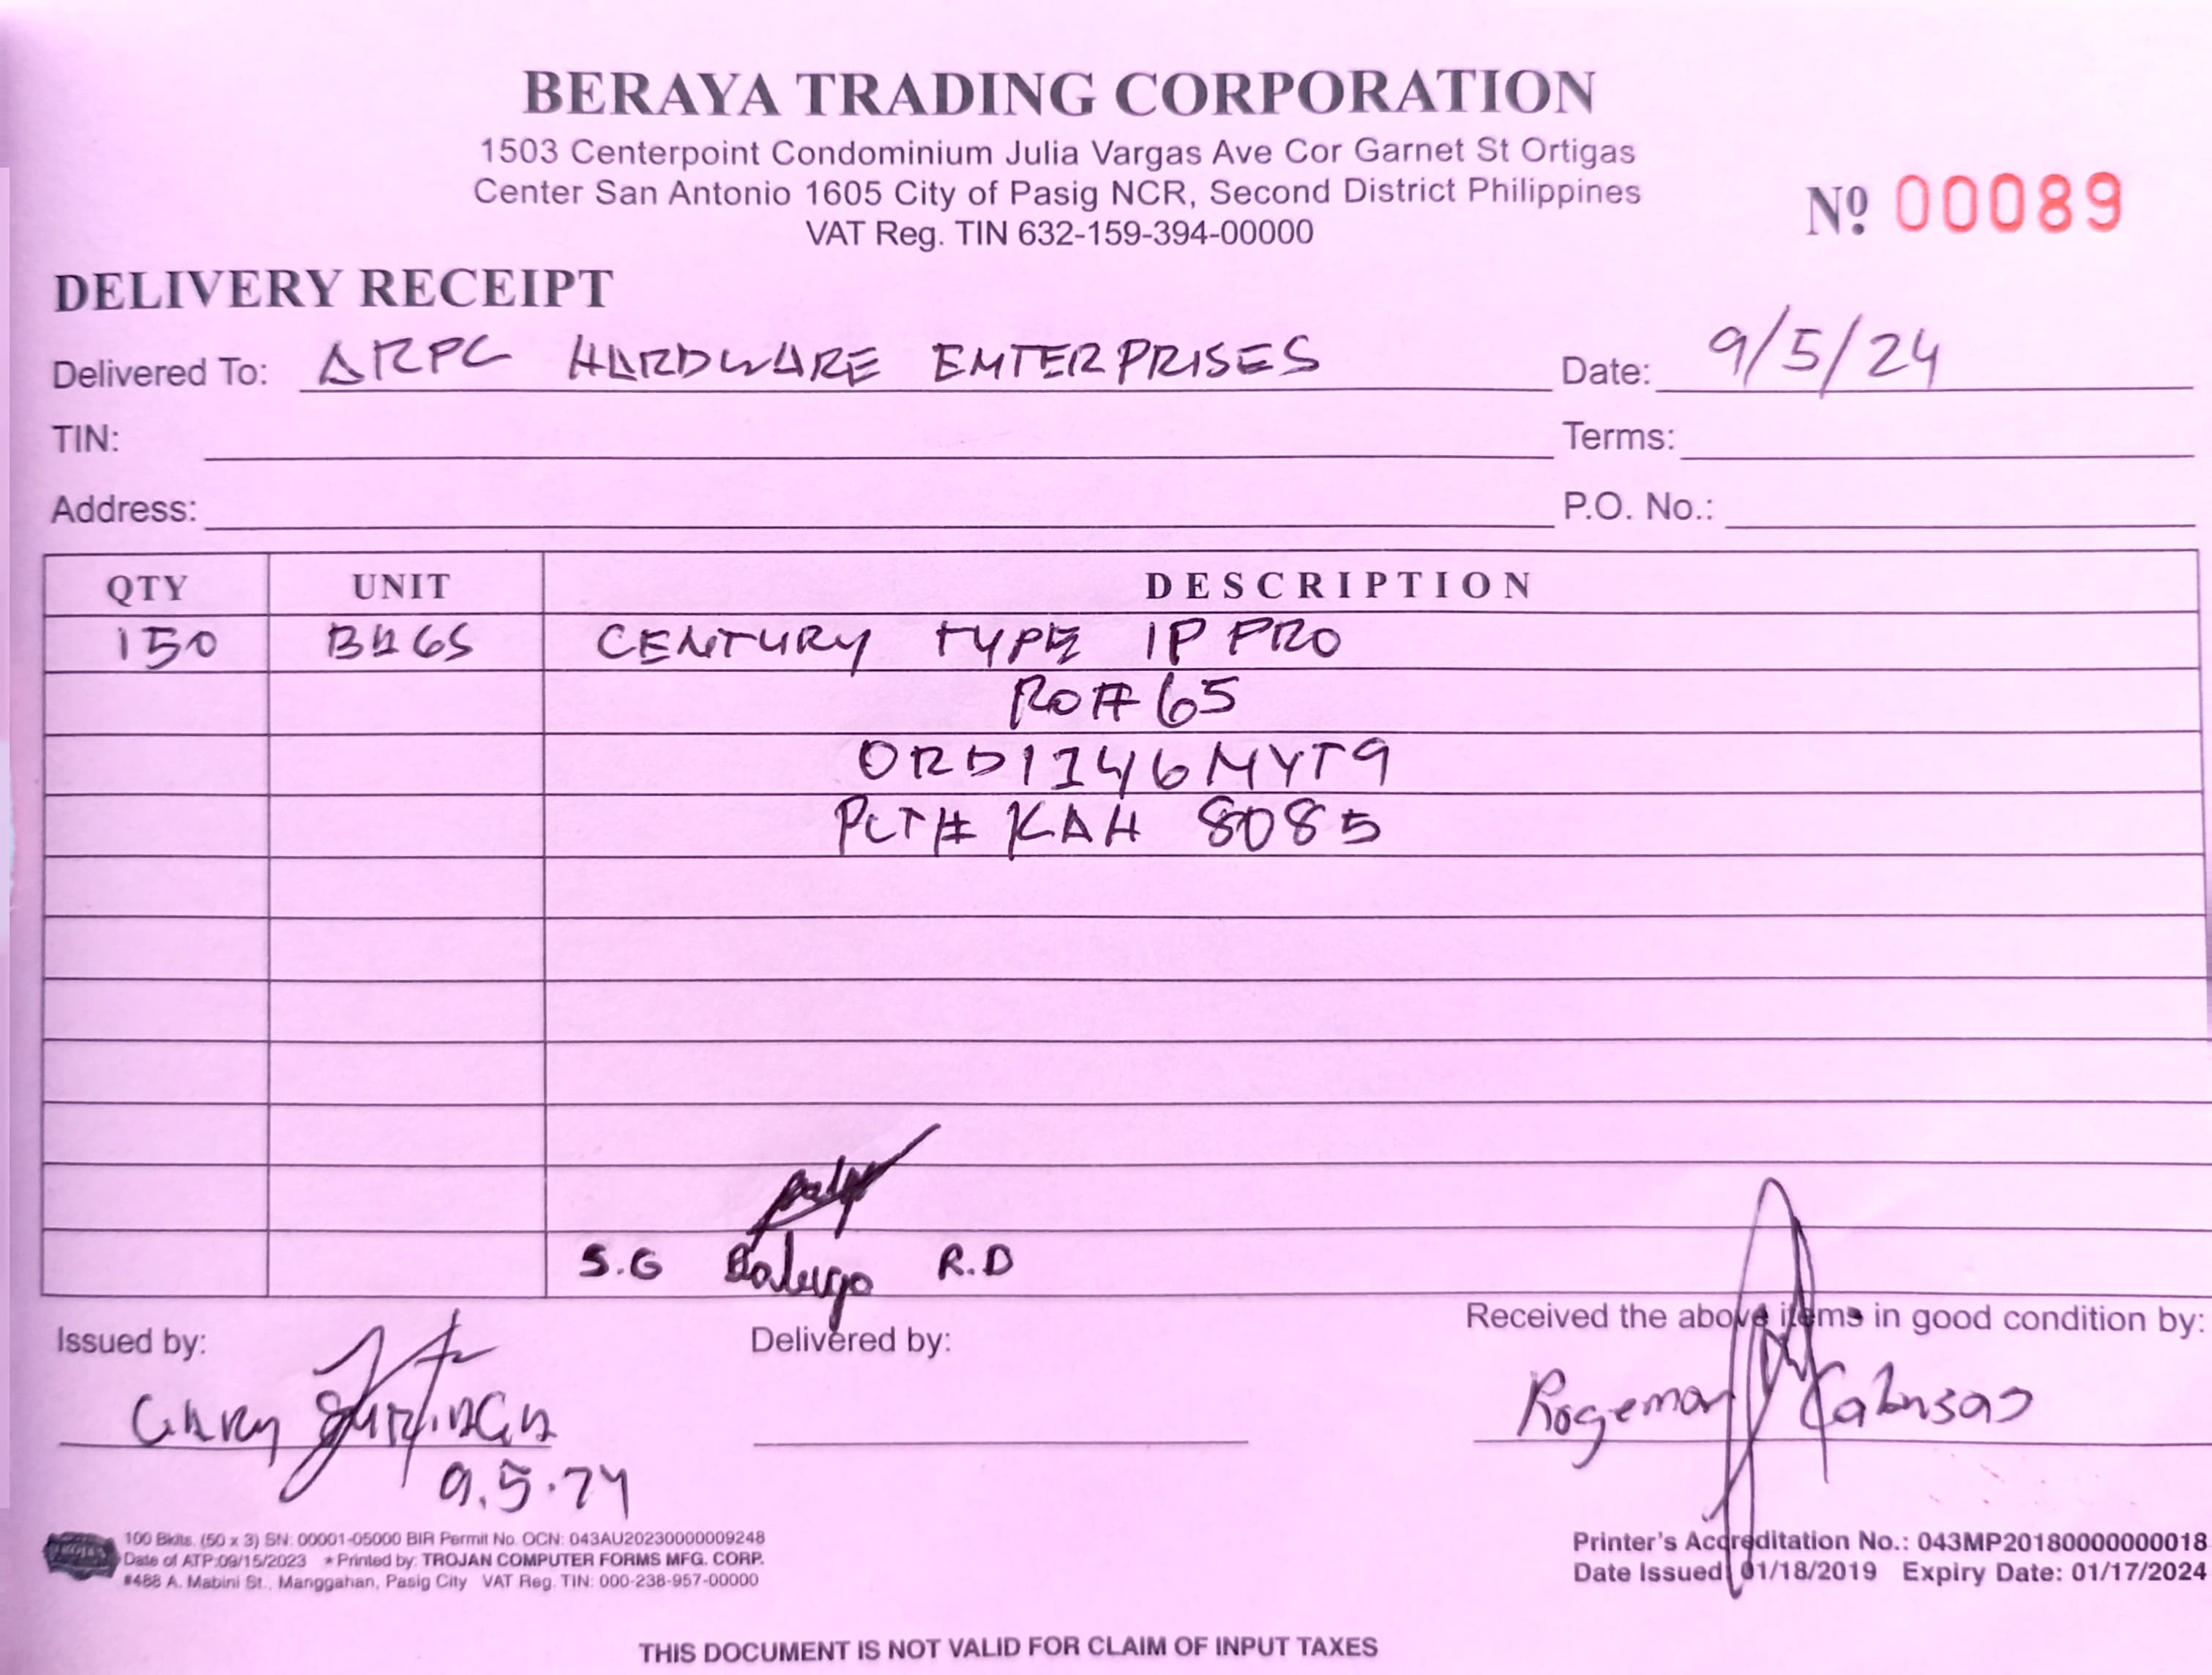 BERAYA TRADING CORPORATION
1503 Centerpoint Condominium Julia Vargas Ave Cor Garnet St Ortigas
Center San Antonio 1605 City of Pasig NCR, Second District Philippines
VAT Reg. TIN 632-159-394-00000
Nº 00089
DELIVERY RECEIPT
Delivered To: ARPC HARDWARE ENTERPRISES Date: 9/5/24
TIN: Terms:
Address: P.O. No.:
QTY UNIT DESCRIPTION
150 BAGS CENTURY TYPE 1P PRO
RO# 65
ORD1246MYT9
PLT# KAH 8085
S.G Balugo R.D
Issued by: Delivered by: Received the above items in good condition by:
Gary Rogemar Cabusao
9.5.24
100 Bklts. (50 x 3) SN: 00001-05000 BIR Permit No. OCN: 043AU20230000009248
Date of ATP:09/15/2023 * Printed by: TROJAN COMPUTER FORMS MFG. CORP.
#488 A. Mabini St., Manggahan, Pasig City VAT Reg. TIN: 000-238-957-00000
Printer's Accreditation No.: 043MP20180000000018
Date Issued: 01/18/2019 Expiry Date: 01/17/2024
THIS DOCUMENT IS NOT VALID FOR CLAIM OF INPUT TAXES